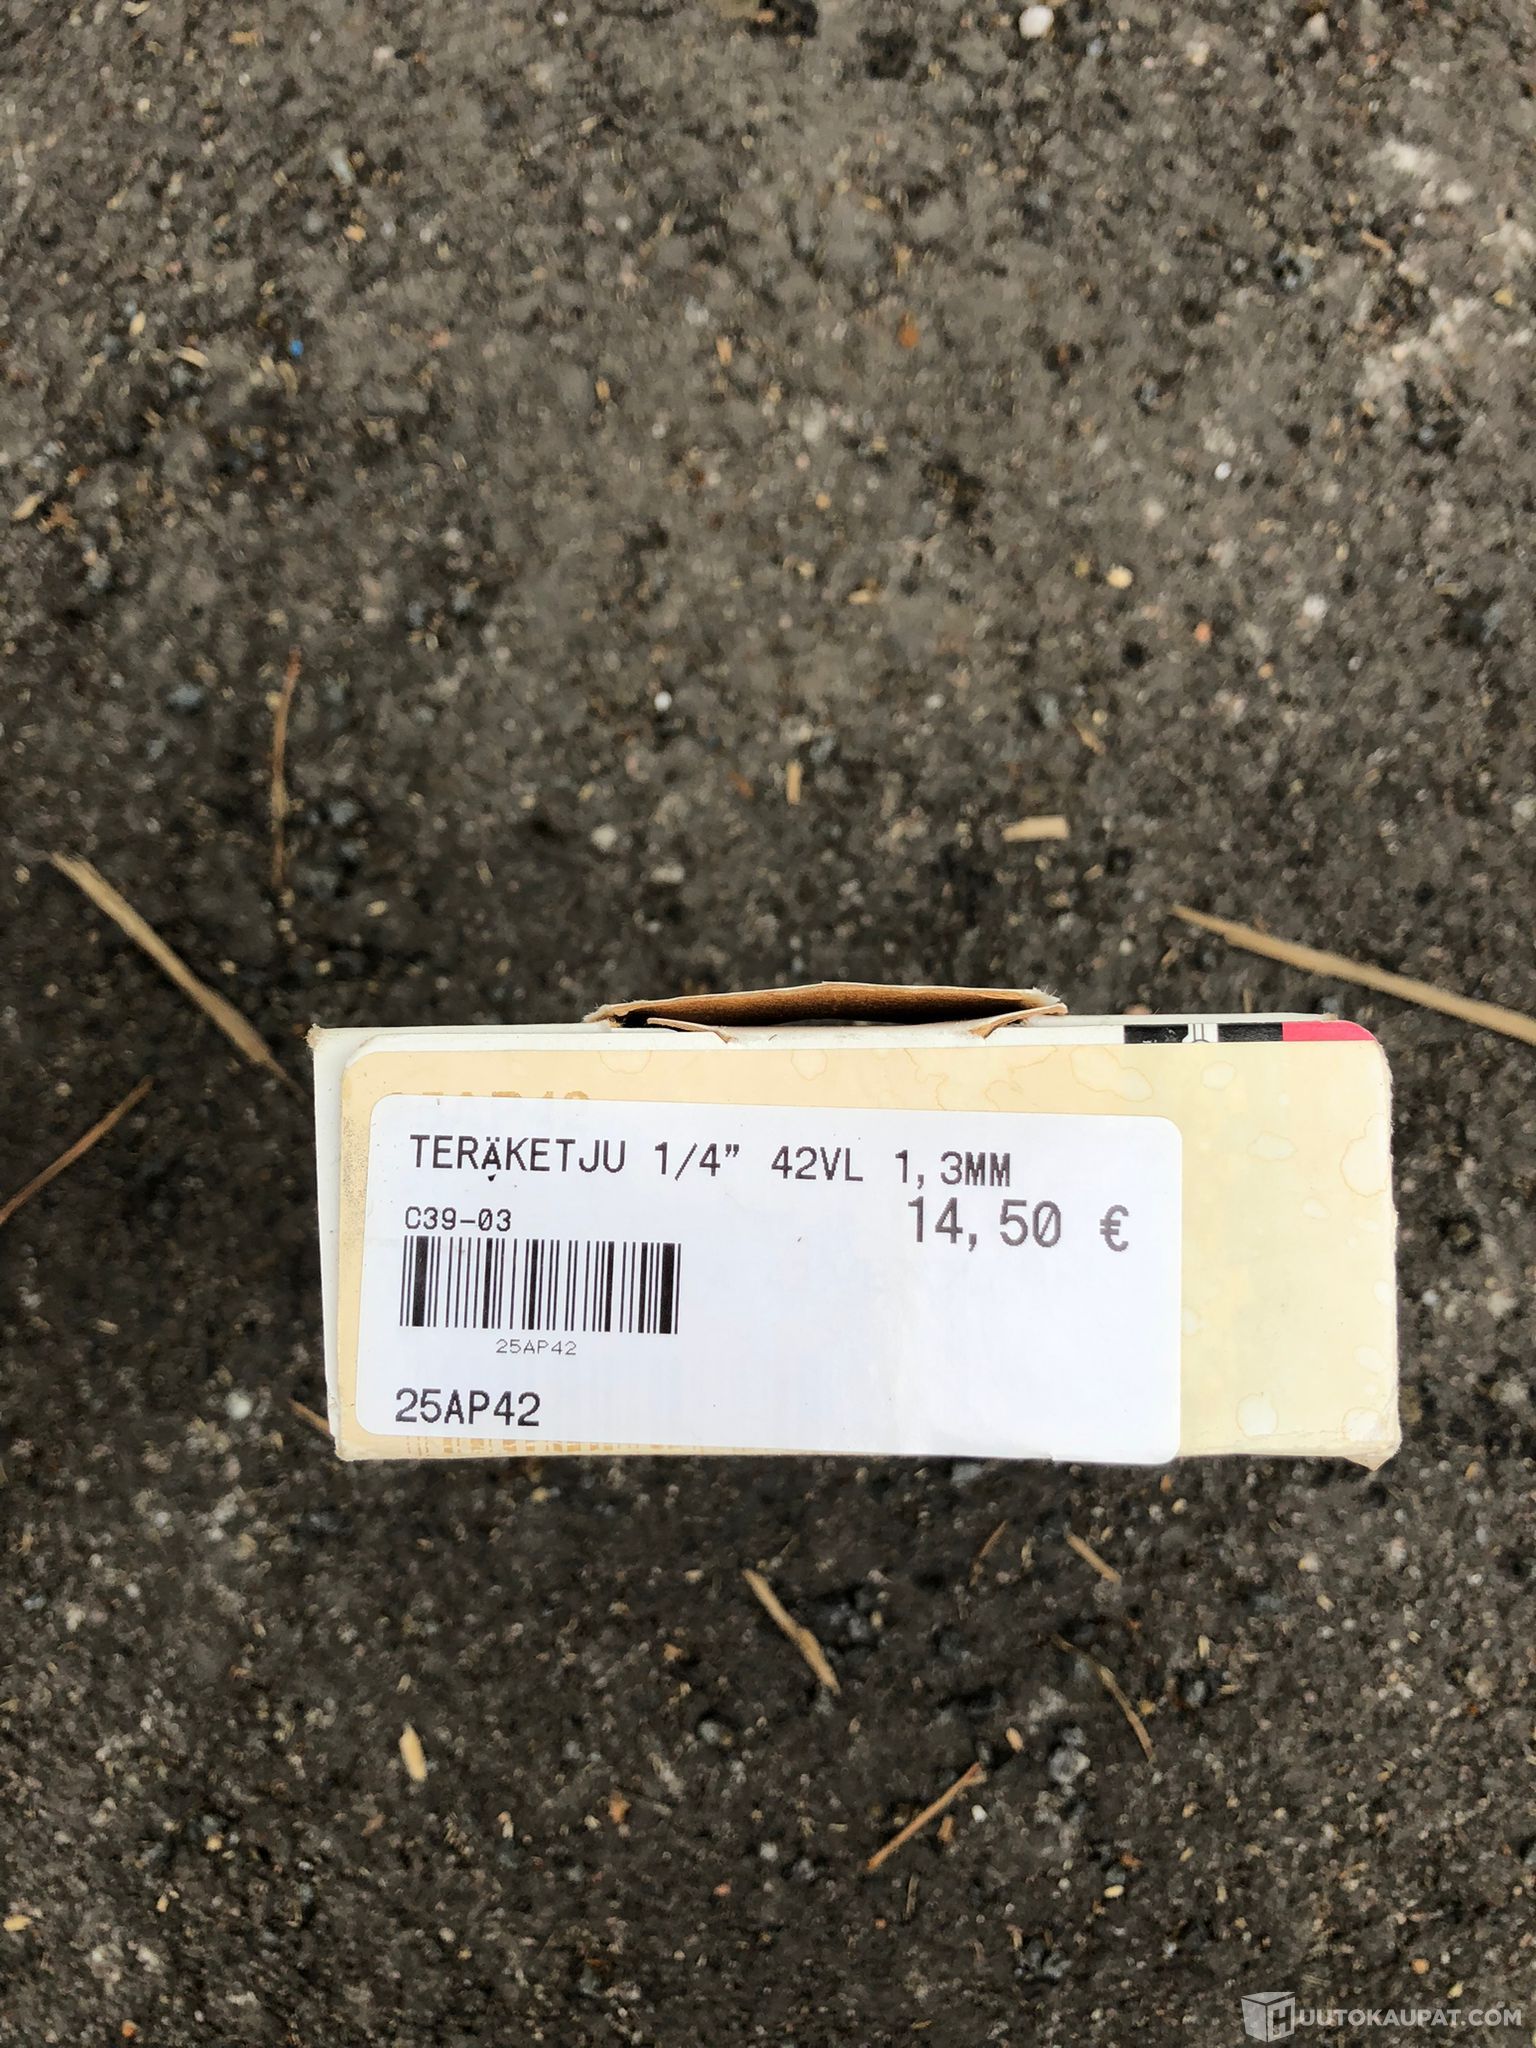 TERÄKETJU 1/4" 42VL 1,3MM
14,50 €
C39-03
25AP42
25AP42
HUUTOKAUPAT.COM